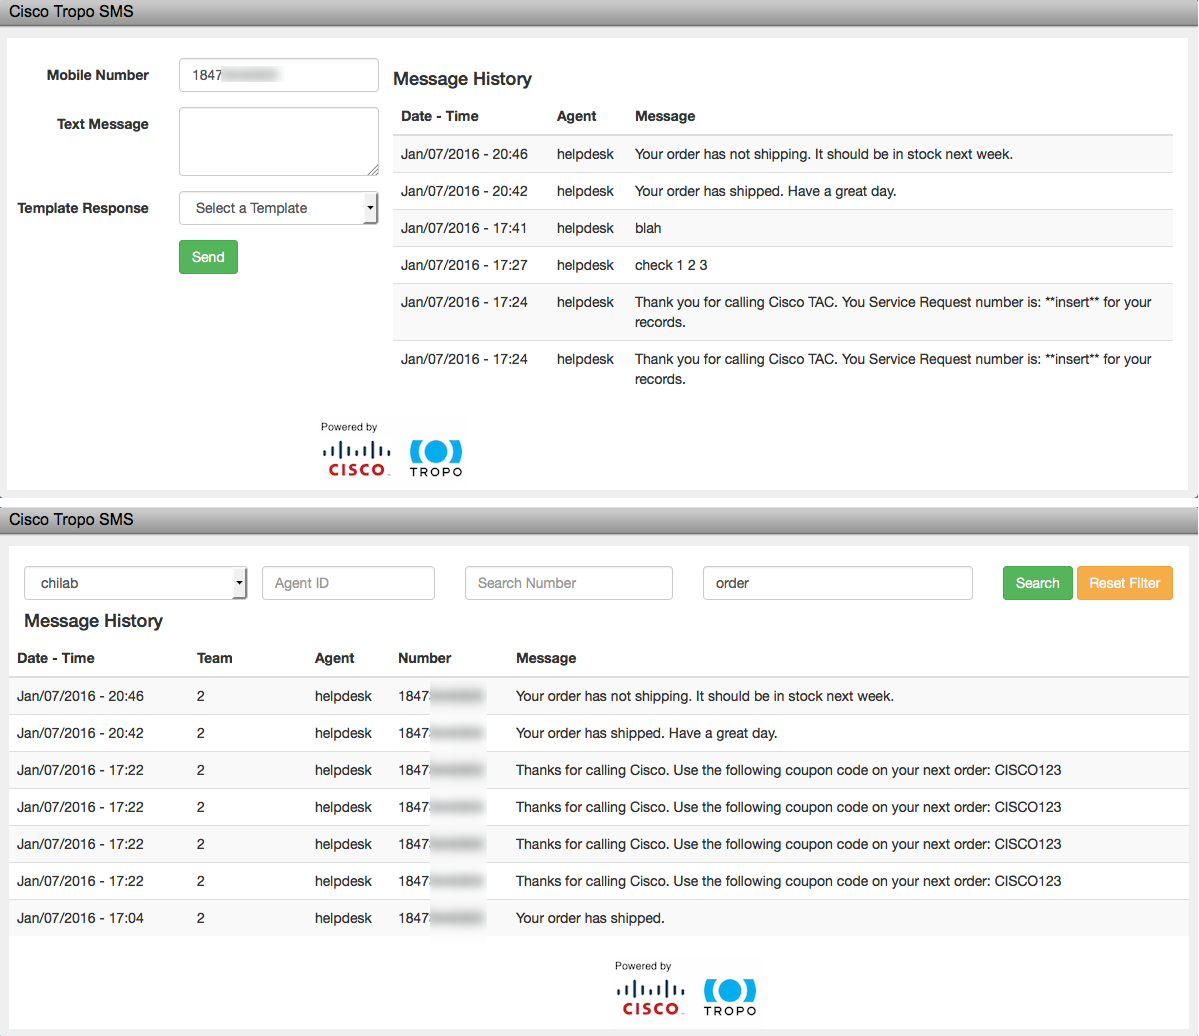 Cisco Tropo SMS
Mobile Number 1847
Message History
Text Message
Date - Time Agent Message
Jan/07/2016 - 20:46 helpdesk Your order has not shipping. It should be in stock next week.
Jan/07/2016 - 20:42 helpdesk Your order has shipped. Have a great day.
Template Response Select a Template
Jan/07/2016 - 17:41 helpdesk blah
Send
Jan/07/2016 - 17:27 helpdesk check 1 2 3
Jan/07/2016 - 17:24 helpdesk Thank you for calling Cisco TAC. You Service Request number is: **insert** for your
records.
Jan/07/2016 - 17:24 helpdesk Thank you for calling Cisco TAC. You Service Request number is: **insert** for your
records.
Powered by
CISCO TROPO
Cisco Tropo SMS
chilab Agent ID Search Number order Search Reset Filter
Message History
Date - Time Team Agent Number Message
Jan/07/2016 - 20:46 2 helpdesk 1847 Your order has not shipping. It should be in stock next week.
Jan/07/2016 - 20:42 2 helpdesk 1847 Your order has shipped. Have a great day.
Jan/07/2016 - 17:22 2 helpdesk 1847 Thanks for calling Cisco. Use the following coupon code on your next order: CISCO123
Jan/07/2016 - 17:22 2 helpdesk 1847 Thanks for calling Cisco. Use the following coupon code on your next order: CISCO123
Jan/07/2016 - 17:22 2 helpdesk 1847 Thanks for calling Cisco. Use the following coupon code on your next order: CISCO123
Jan/07/2016 - 17:22 2 helpdesk 1847 Thanks for calling Cisco. Use the following coupon code on your next order: CISCO123
Jan/07/2016 - 17:04 2 helpdesk 1847 Your order has shipped.
Powered by
CISCO TROPO